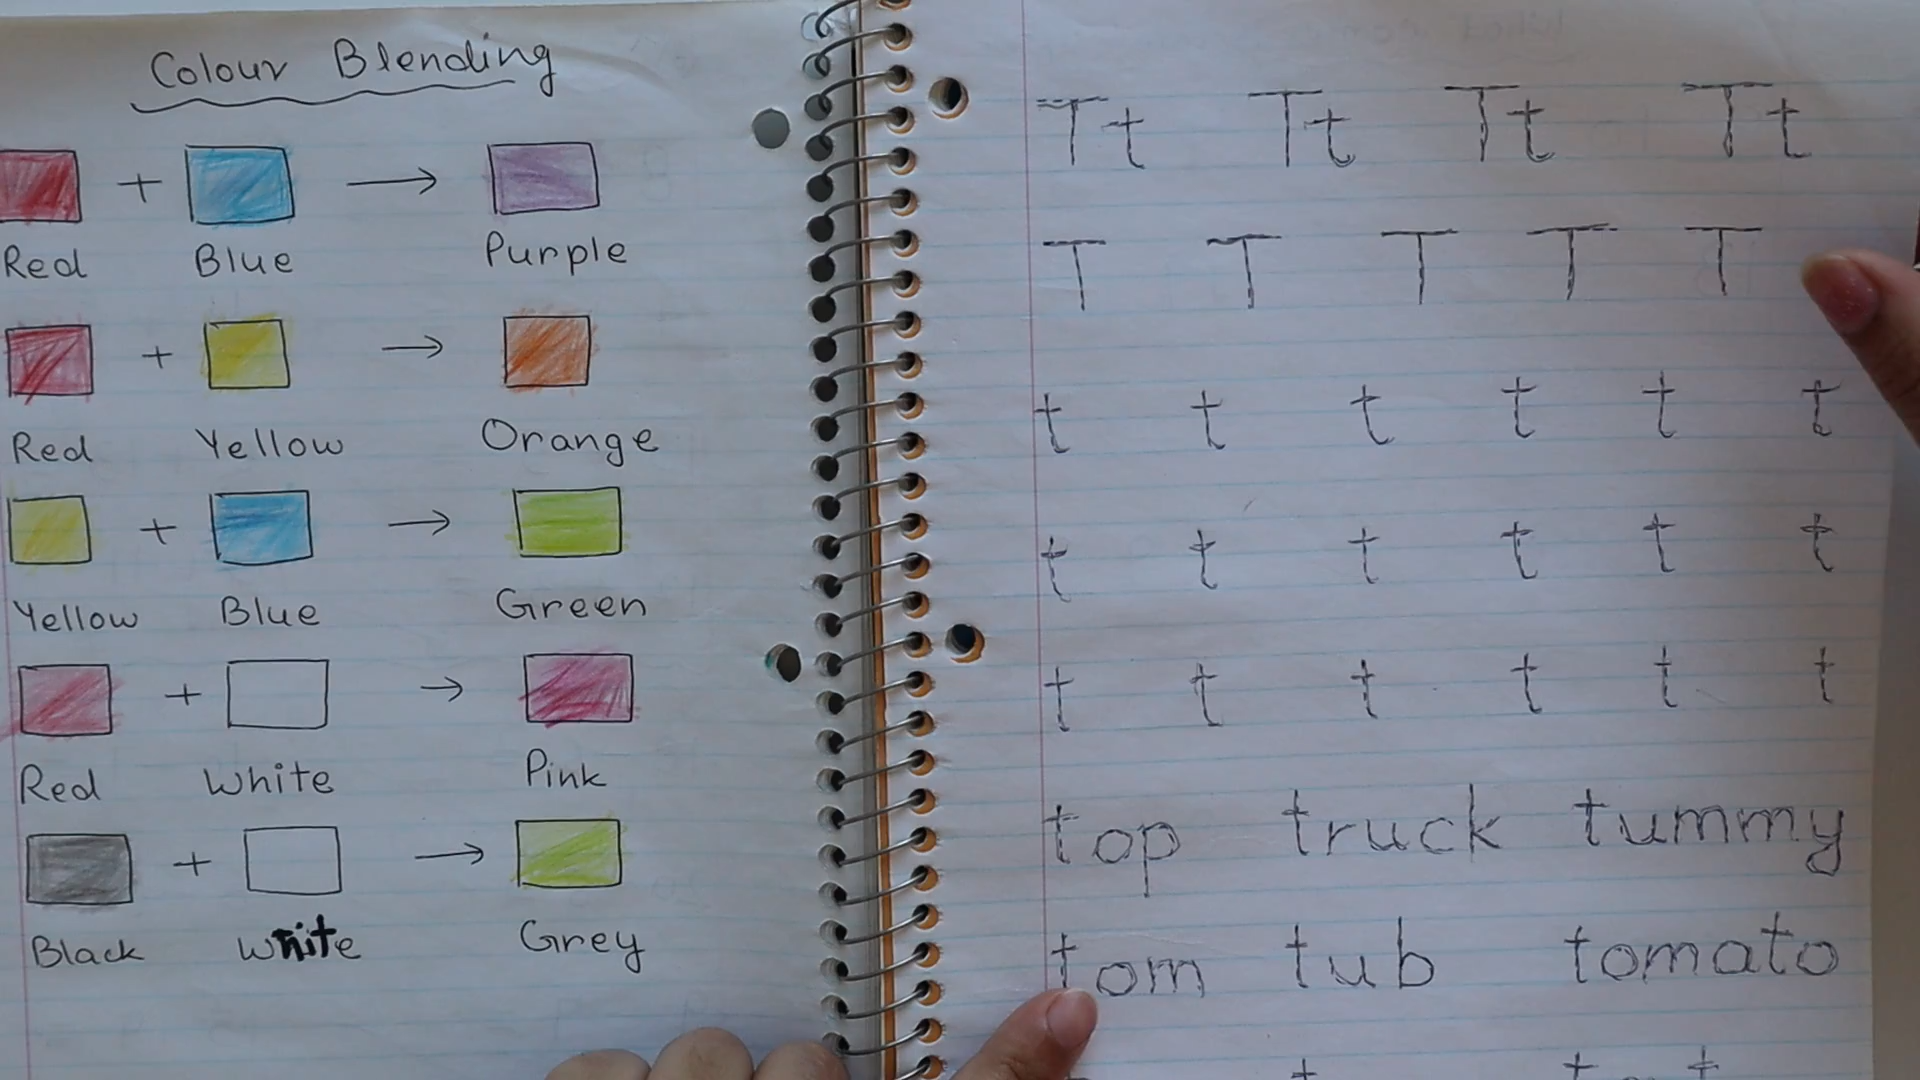 Colour Blending
+ →
Red Blue Purple
+ →
Red Yellow Orange
+ →
Yellow Blue Green
+ →
Red White Pink
+ →
Black White Grey
Tt Tt Tt Tt
T T T T T
t t t t t t
t t t t t t
t t t t t t
top truck tummy
tom tub tomato